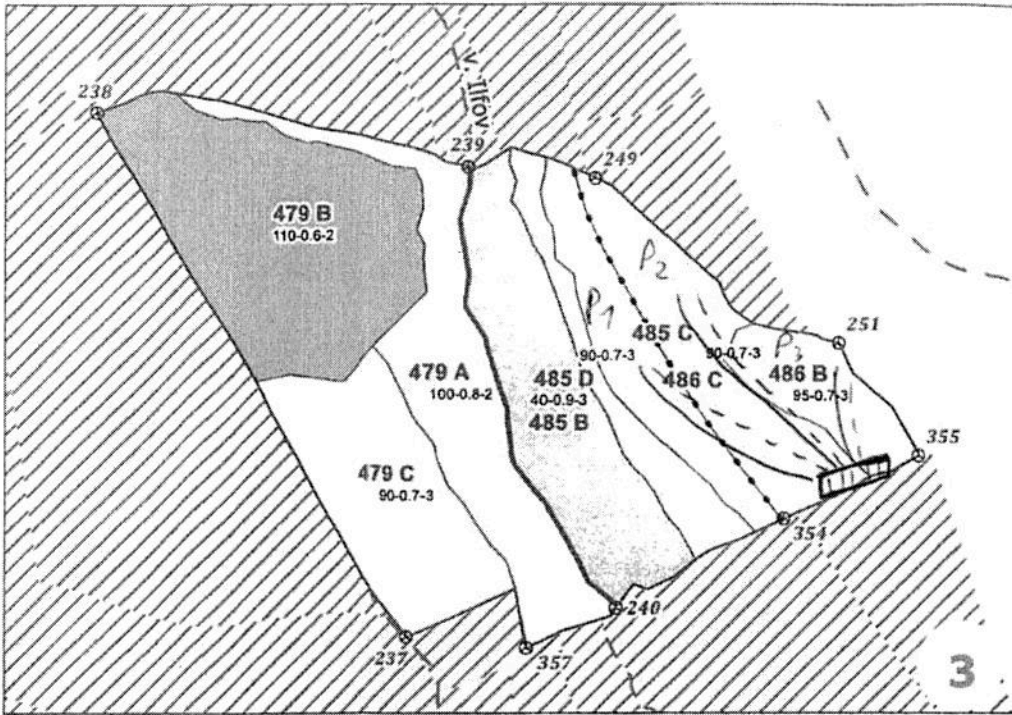 238
v. Ilfov
239
249
479 B
110-0.6-2
P2
P1
485 C
251
90-0.7-3
90-0.7-3
P3
479 A
100-0.8-2
485 D
40-0.9-3
485 B
486 C
486 B
95-0.7-3
479 C
90-0.7-3
355
354
240
237
357
3